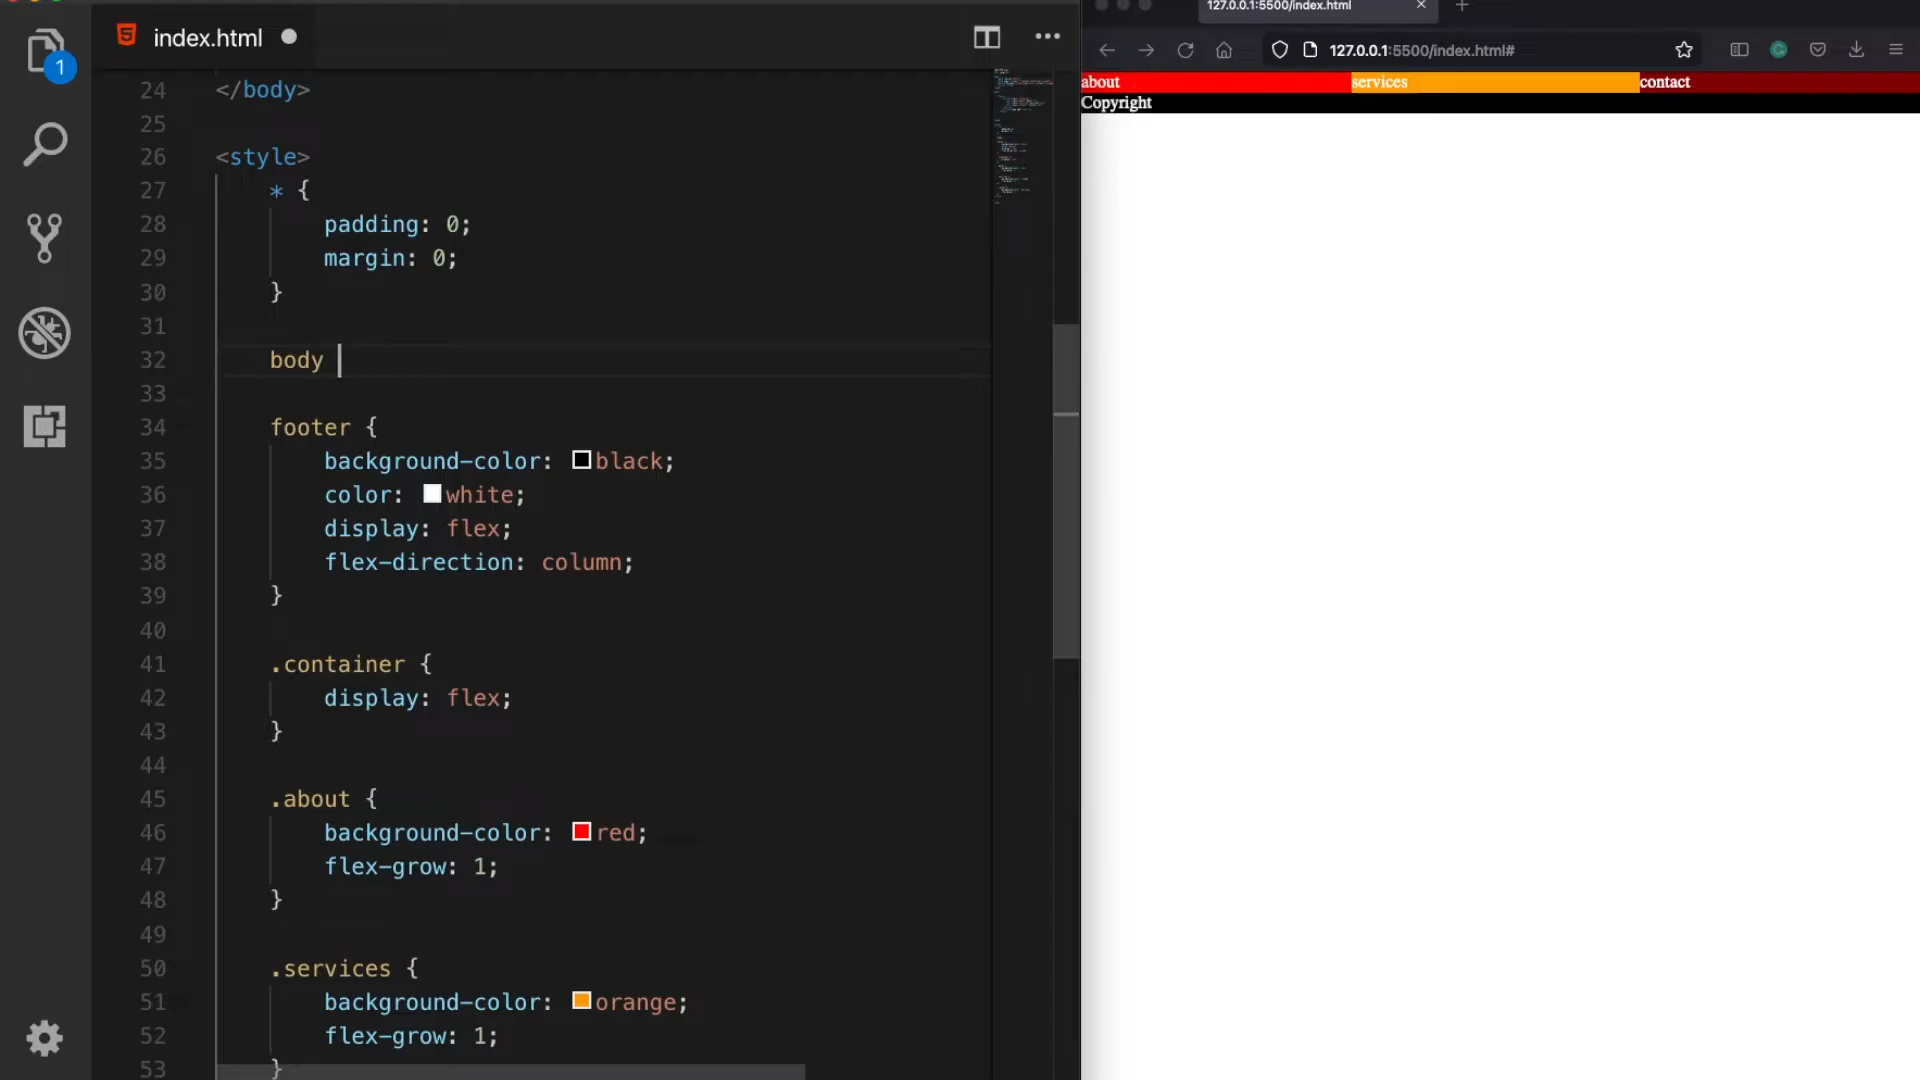 1
index.html
24 </body>
25
26 <style>
27 * {
28 padding: 0;
29 margin: 0;
30 }
31
32 body
33
34 footer {
35 background-color: black;
36 color: white;
37 display: flex;
38 flex-direction: column;
39 }
40
41 .container {
42 display: flex;
43 }
44
45 .about {
46 background-color: red;
47 flex-grow: 1;
48 }
49
50 .services {
51 background-color: orange;
52 flex-grow: 1;
53 }
127.0.0.1:5500/index.html
127.0.0.1:5500/index.html#
about services contact
Copyright